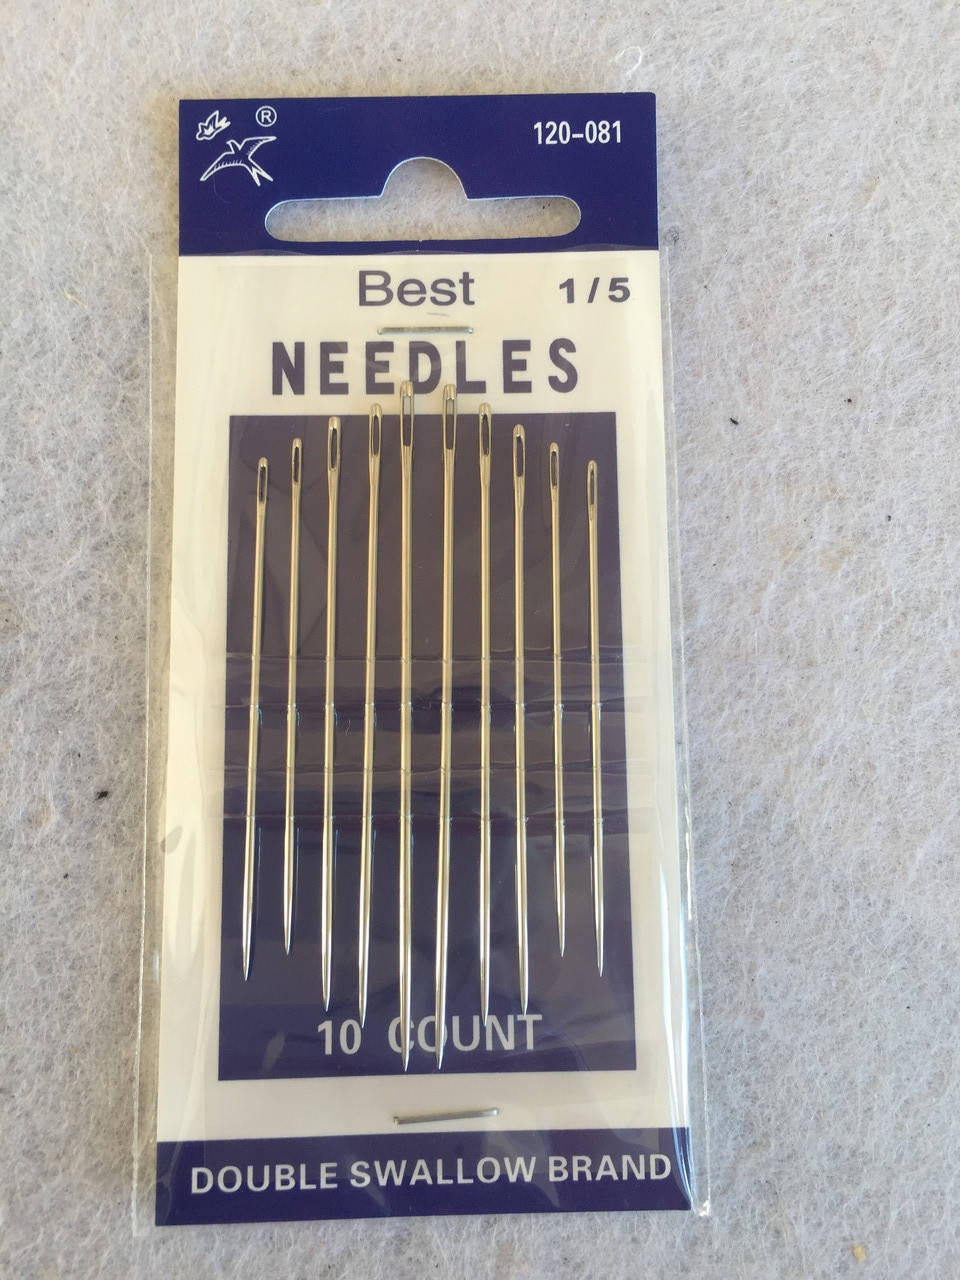 ®
120-081
Best 1/5
NEEDLES
10 COUNT
DOUBLE SWALLOW BRAND